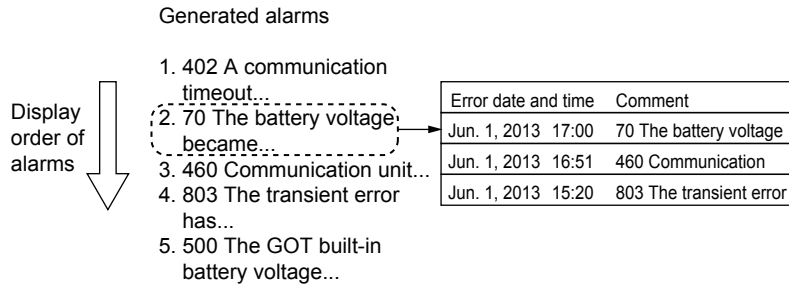 Generated alarms
1. 402 A communication
timeout...
2. 70 The battery voltage
became...
3. 460 Communication unit...
4. 803 The transient error
has...
5. 500 The GOT built-in
battery voltage...
Display
order of
alarms
Error date and time Comment
Jun. 1, 2013 17:00 70 The battery voltage
Jun. 1, 2013 16:51 460 Communication
Jun. 1, 2013 15:20 803 The transient error